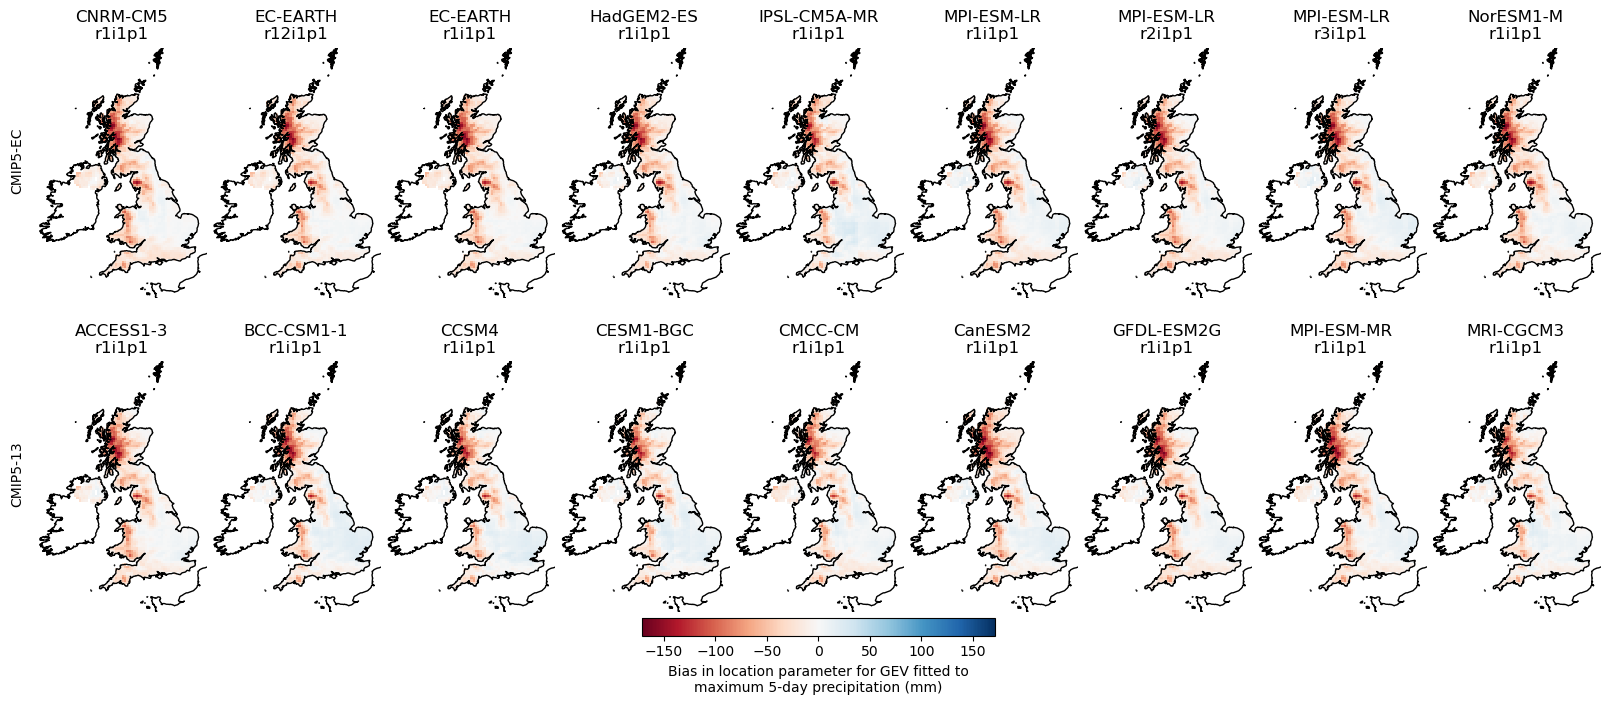 CNRM-CM5
r1i1p1
EC-EARTH
r12i1p1
EC-EARTH
r1i1p1
HadGEM2-ES
r1i1p1
IPSL-CM5A-MR
r1i1p1
MPI-ESM-LR
r1i1p1
MPI-ESM-LR
r2i1p1
MPI-ESM-LR
r3i1p1
NorESM1-M
r1i1p1
CMIP5-EC
ACCESS1-3
r1i1p1
BCC-CSM1-1
r1i1p1
CCSM4
r1i1p1
CESM1-BGC
r1i1p1
CMCC-CM
r1i1p1
CanESM2
r1i1p1
GFDL-ESM2G
r1i1p1
MPI-ESM-MR
r1i1p1
MRI-CGCM3
r1i1p1
CMIP5-13
−150 −100 −50 0 50 100 150
Bias in location parameter for GEV fitted to
maximum 5-day precipitation (mm)